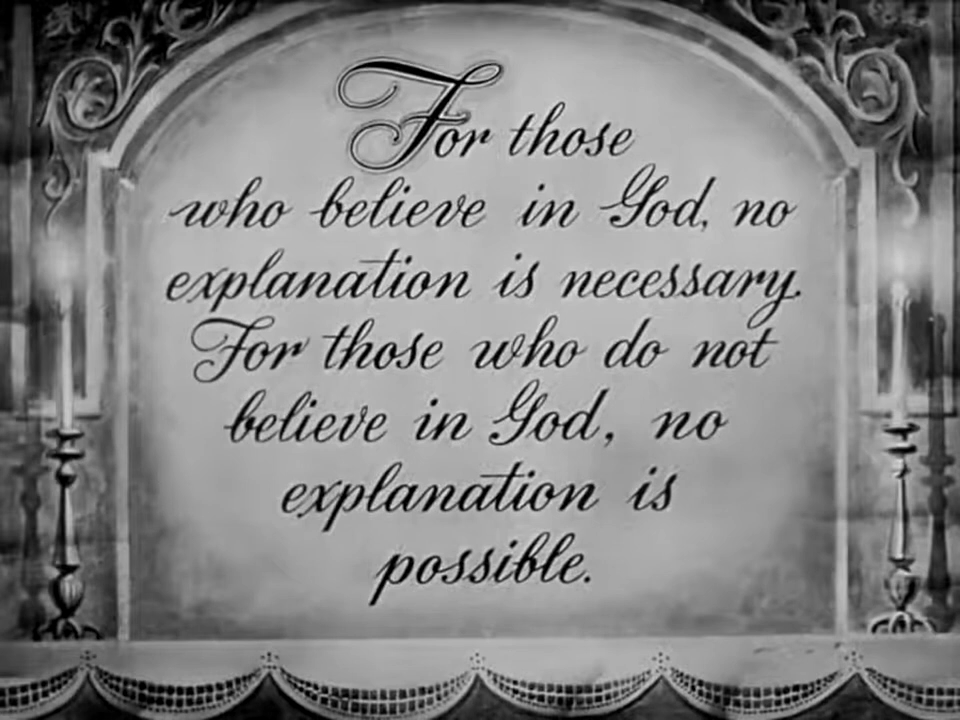 For those
who believe in God, no
explanation is necessary.
For those who do not
believe in God, no
explanation is
possible.